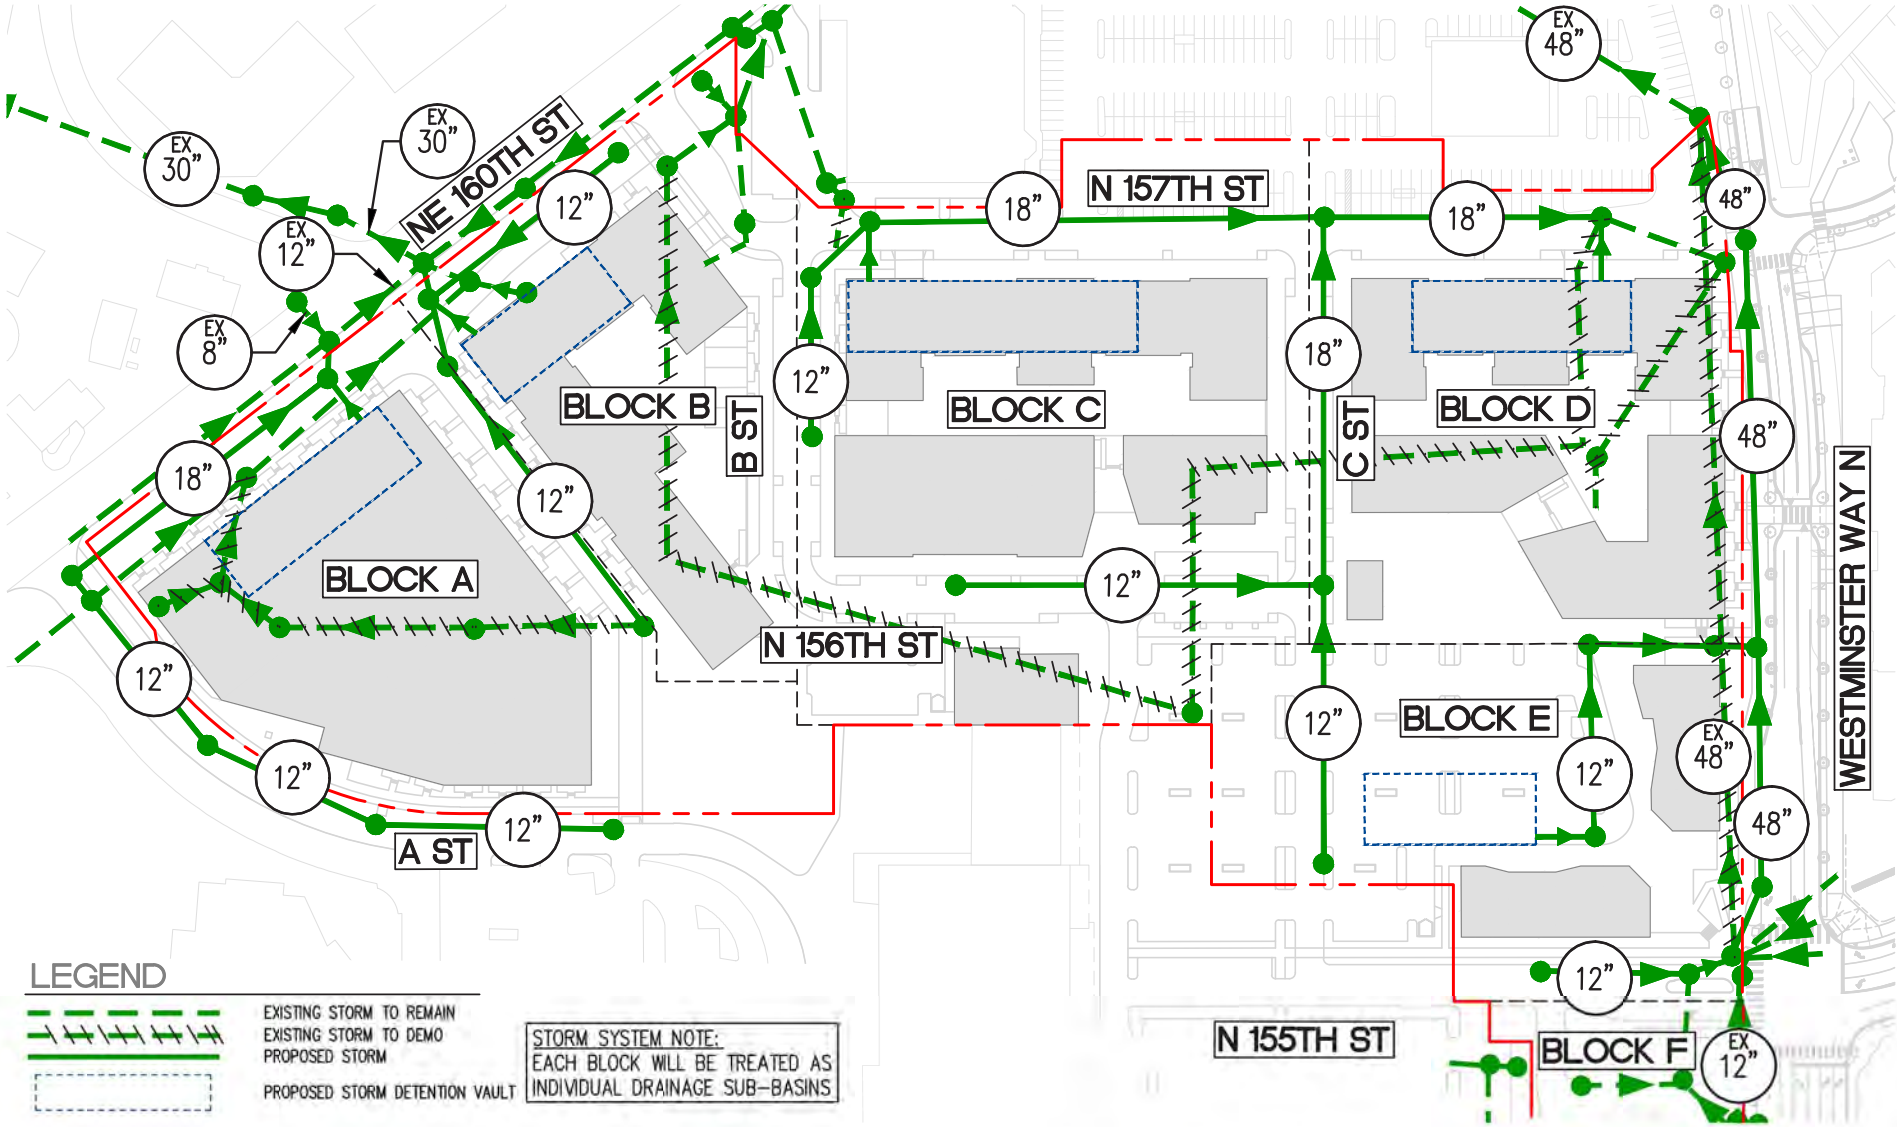 EX
48”
EX
30”
EX
30”
NE 160TH ST
12”
EX
12”
EX
8”
18”
N 157TH ST
18”
48”
12”
18”
BLOCK B
B ST
BLOCK C
C ST
BLOCK D
48”
18”
12”
WESTMINSTER WAY N
BLOCK A
12”
N 156TH ST
12”
12”
BLOCK E
EX
48”
12”
12”
48”
12”
A ST
12”
LEGEND
EXISTING STORM TO REMAIN
EXISTING STORM TO DEMO
PROPOSED STORM
PROPOSED STORM DETENTION VAULT
STORM SYSTEM NOTE:
EACH BLOCK WILL BE TREATED AS
INDIVIDUAL DRAINAGE SUB-BASINS
N 155TH ST
BLOCK F
EX
12”